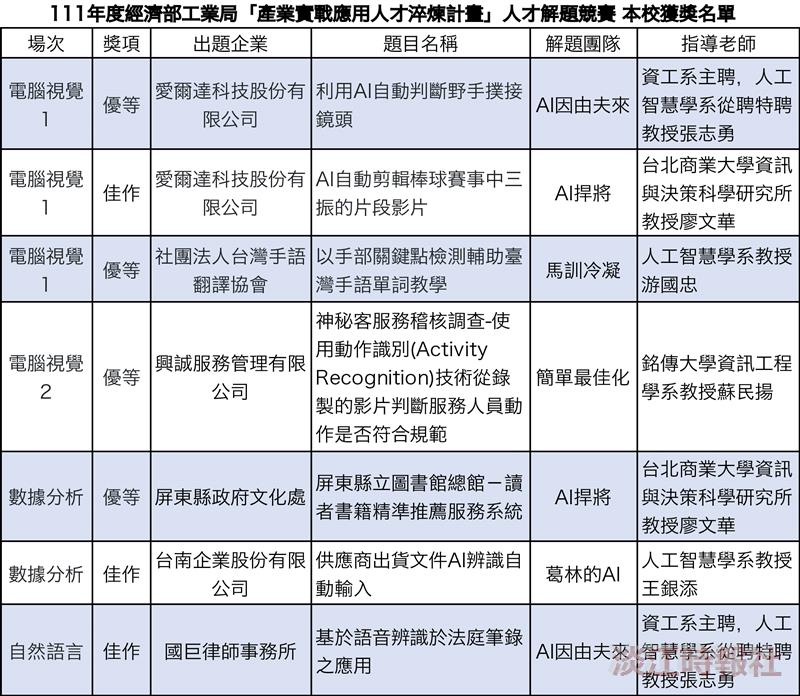 111年度經濟部工業局「產業實戰應用人才淬煉計畫」人才解題競賽 本校獲獎名單
場次 獎項 出題企業 題目名稱 解題團隊 指導老師
電腦視覺1 優等 愛爾達科技股份有限公司 利用AI自動判斷野手撲接鏡頭 AI因由夫來 資工系主聘，人工智慧學系從聘特聘教授張志勇
電腦視覺1 佳作 愛爾達科技股份有限公司 AI自動剪輯棒球賽事中三振的片段影片 AI捍將 台北商業大學資訊與決策科學研究所教授廖文華
電腦視覺1 優等 社團法人台灣手語翻譯協會 以手部關鍵點檢測輔助臺灣手語單詞教學 馬訓冷凝 人工智慧學系教授游國忠
電腦視覺2 優等 興誠服務管理有限公司 神秘客服務稽核調查-使用動作識別(Activity Recognition)技術從錄製的影片判斷服務人員動作是否符合規範 簡單最佳化 銘傳大學資訊工程學系教授蘇民揚
數據分析 優等 屏東縣政府文化處 屏東縣立圖書館總館－讀者書籍精準推薦服務系統 AI捍將 台北商業大學資訊與決策科學研究所教授廖文華
數據分析 佳作 台南企業股份有限公司 供應商出貨文件AI辨識自動輸入 葛林的AI 人工智慧學系教授王銀添
自然語言 佳作 國巨律師事務所 基於語音辨識於法庭筆錄之應用 AI因由夫來 資工系主聘，人工智慧學系從聘特聘教授張志勇
淡江時報社